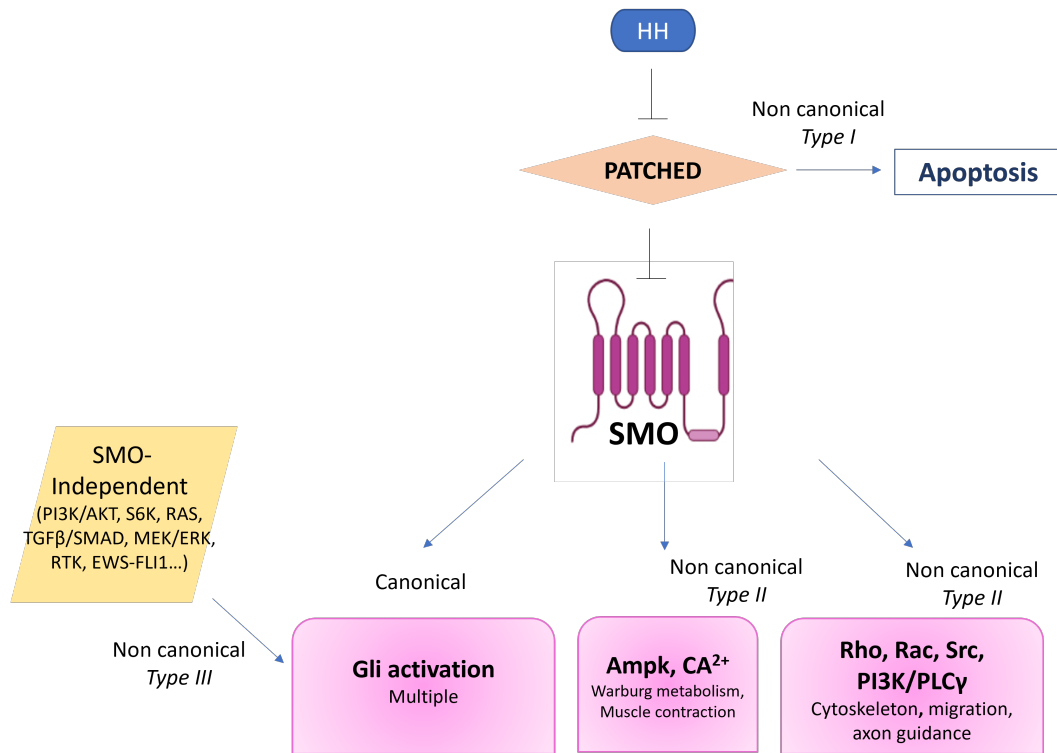 HH
Non canonical
Type I
PATCHED
Apoptosis
SMO
SMO-
Independent
(PI3K/AKT, S6K, RAS,
TGFβ/SMAD, MEK/ERK,
RTK, EWS-FLI1…)
Canonical
Non canonical
Type II
Non canonical
Type II
Non canonical
Type III
Gli activation
Multiple
Ampk, CA²⁺
Warburg metabolism,
Muscle contraction
Rho, Rac, Src,
PI3K/PLCγ
Cytoskeleton, migration,
axon guidance